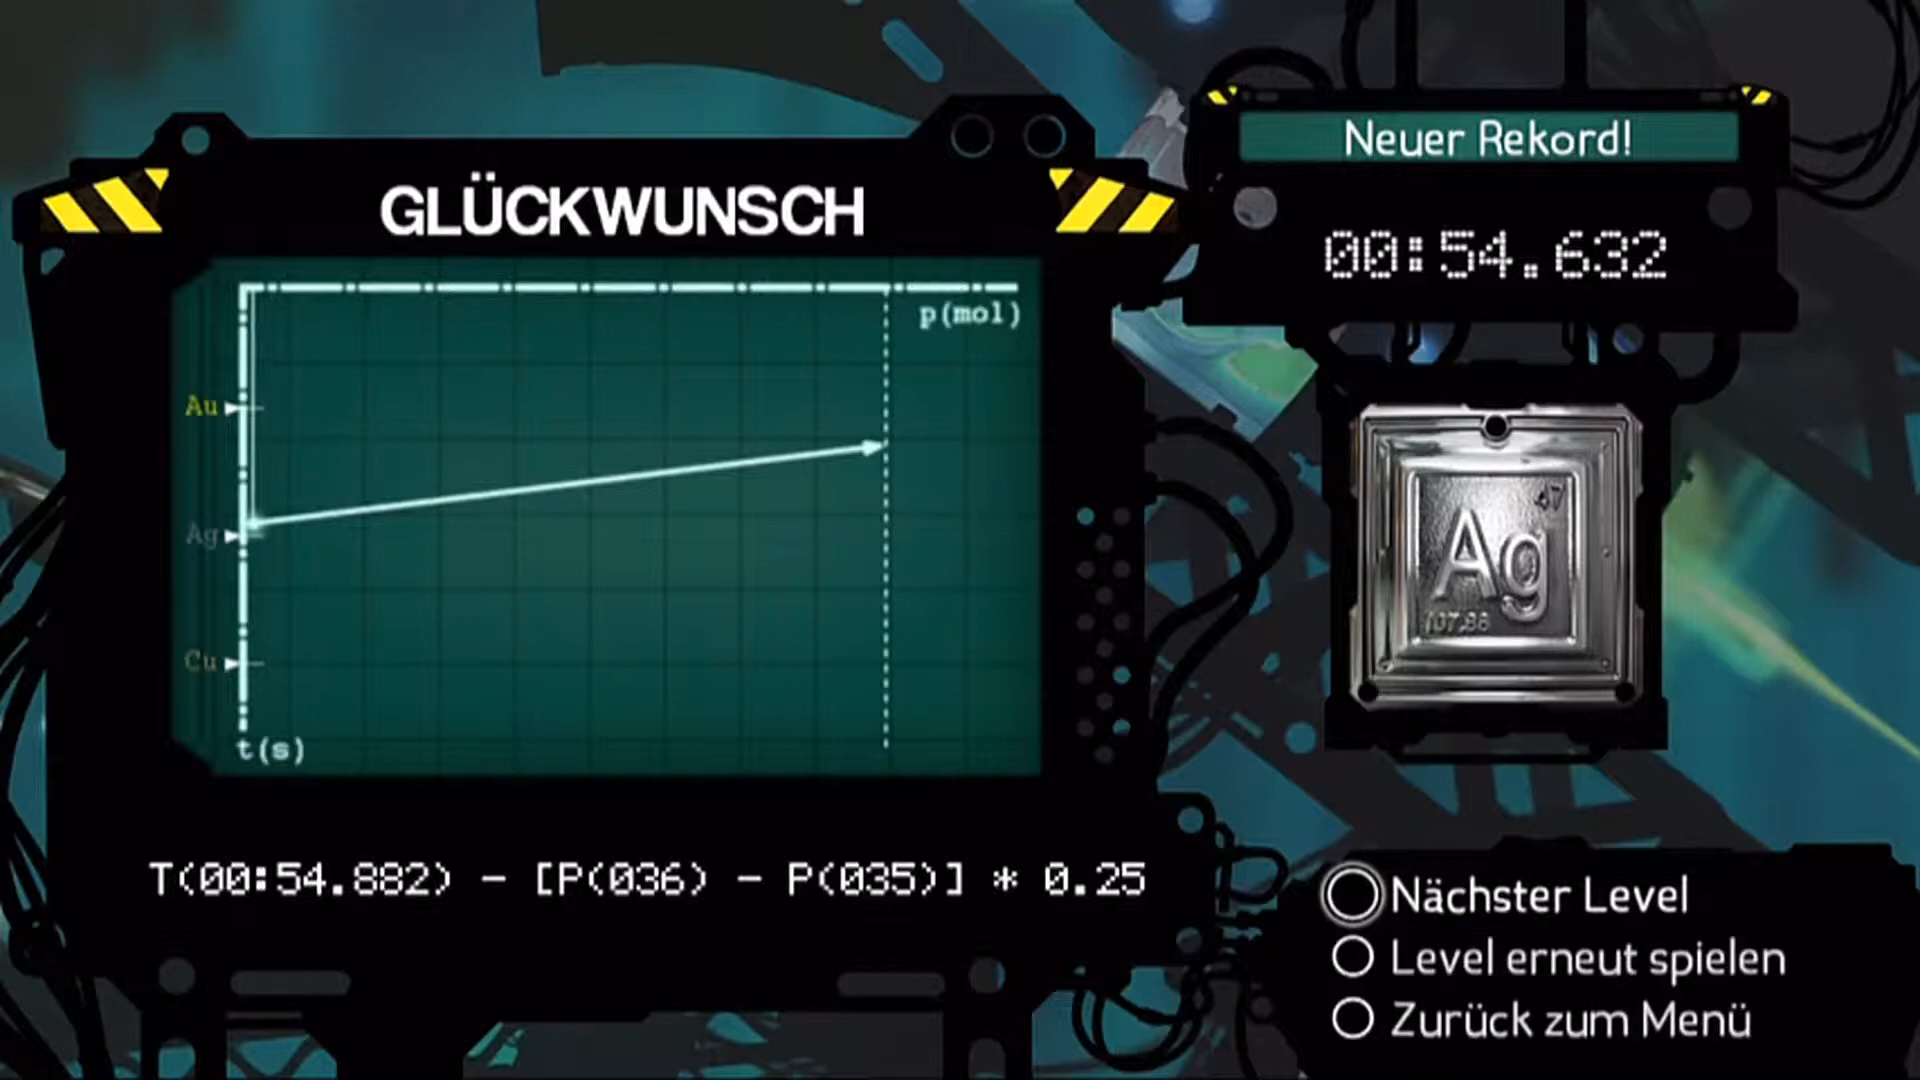 GLÜCKWUNSCH
p(mol)
Au
Ag
Cu
t(s)
T(00:54.882) - [P(036) - P(035)] * 0.25
Neuer Rekord!
00:54.632
47
Ag
107.86
Nächster Level
Level erneut spielen
Zurück zum Menü